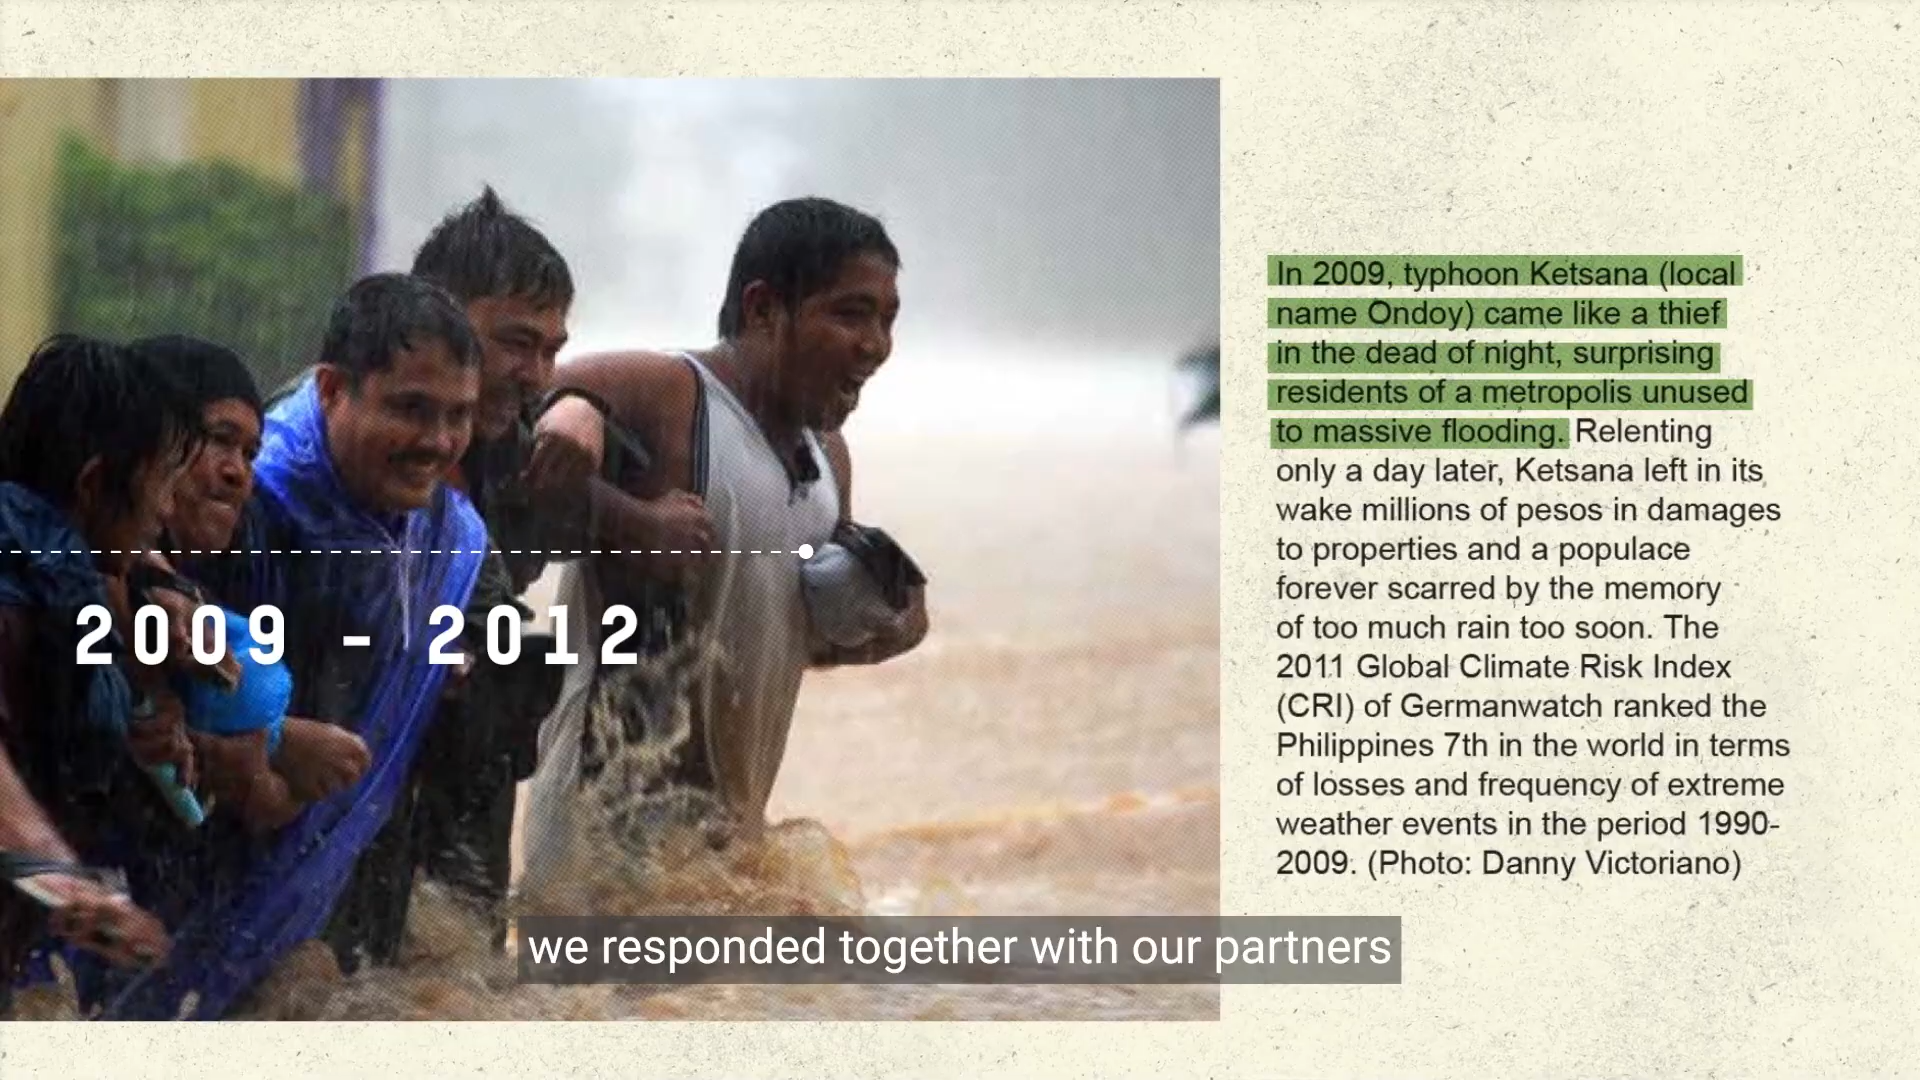 In 2009, typhoon Ketsana (local
name Ondoy) came like a thief
in the dead of night, surprising
residents of a metropolis unused
to massive flooding. Relenting
only a day later, Ketsana left in its
wake millions of pesos in damages
to properties and a populace
forever scarred by the memory
of too much rain too soon. The
2011 Global Climate Risk Index
(CRI) of Germanwatch ranked the
Philippines 7th in the world in terms
of losses and frequency of extreme
weather events in the period 1990-
2009. (Photo: Danny Victoriano)
2009 - 2012
we responded together with our partners